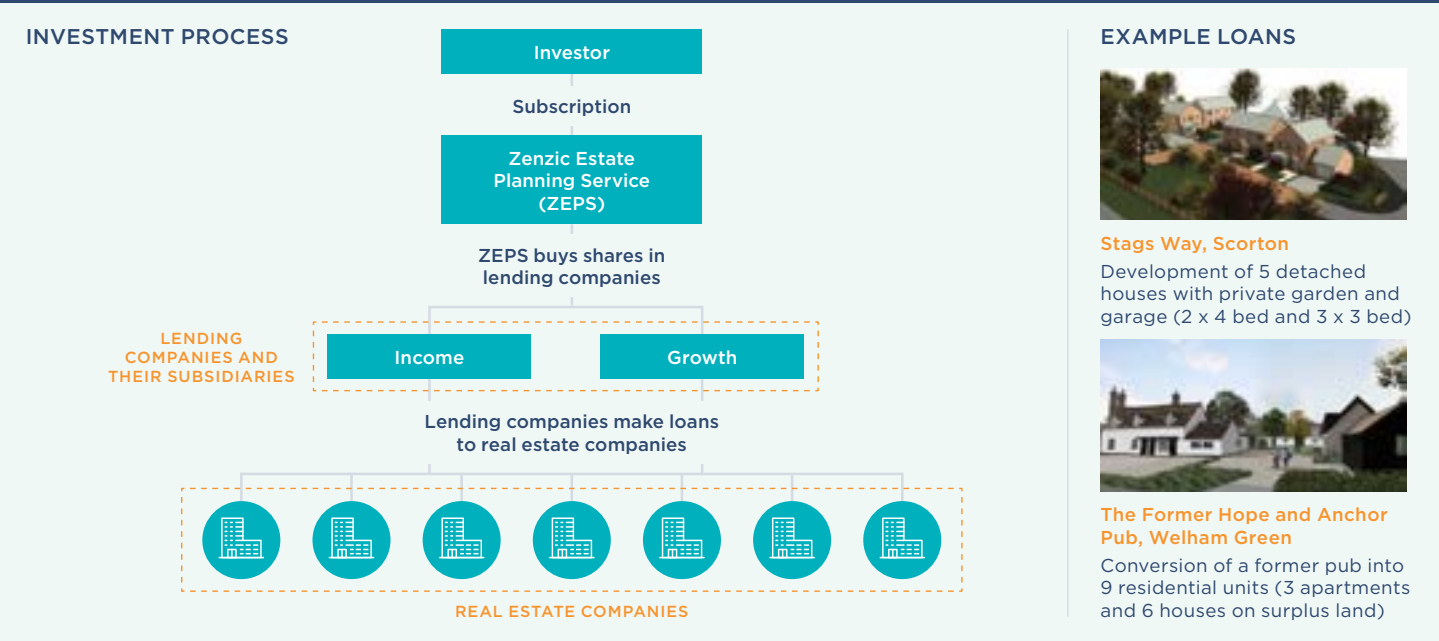 INVESTMENT PROCESS
Investor
Subscription
Zenzic Estate
Planning Service
(ZEPS)
ZEPS buys shares in
lending companies
LENDING
COMPANIES AND
THEIR SUBSIDIARIES
Income
Growth
Lending companies make loans
to real estate companies
REAL ESTATE COMPANIES
EXAMPLE LOANS
Stags Way, Scorton
Development of 5 detached
houses with private garden and
garage (2 x 4 bed and 3 x 3 bed)
The Former Hope and Anchor
Pub, Welham Green
Conversion of a former pub into
9 residential units (3 apartments
and 6 houses on surplus land)